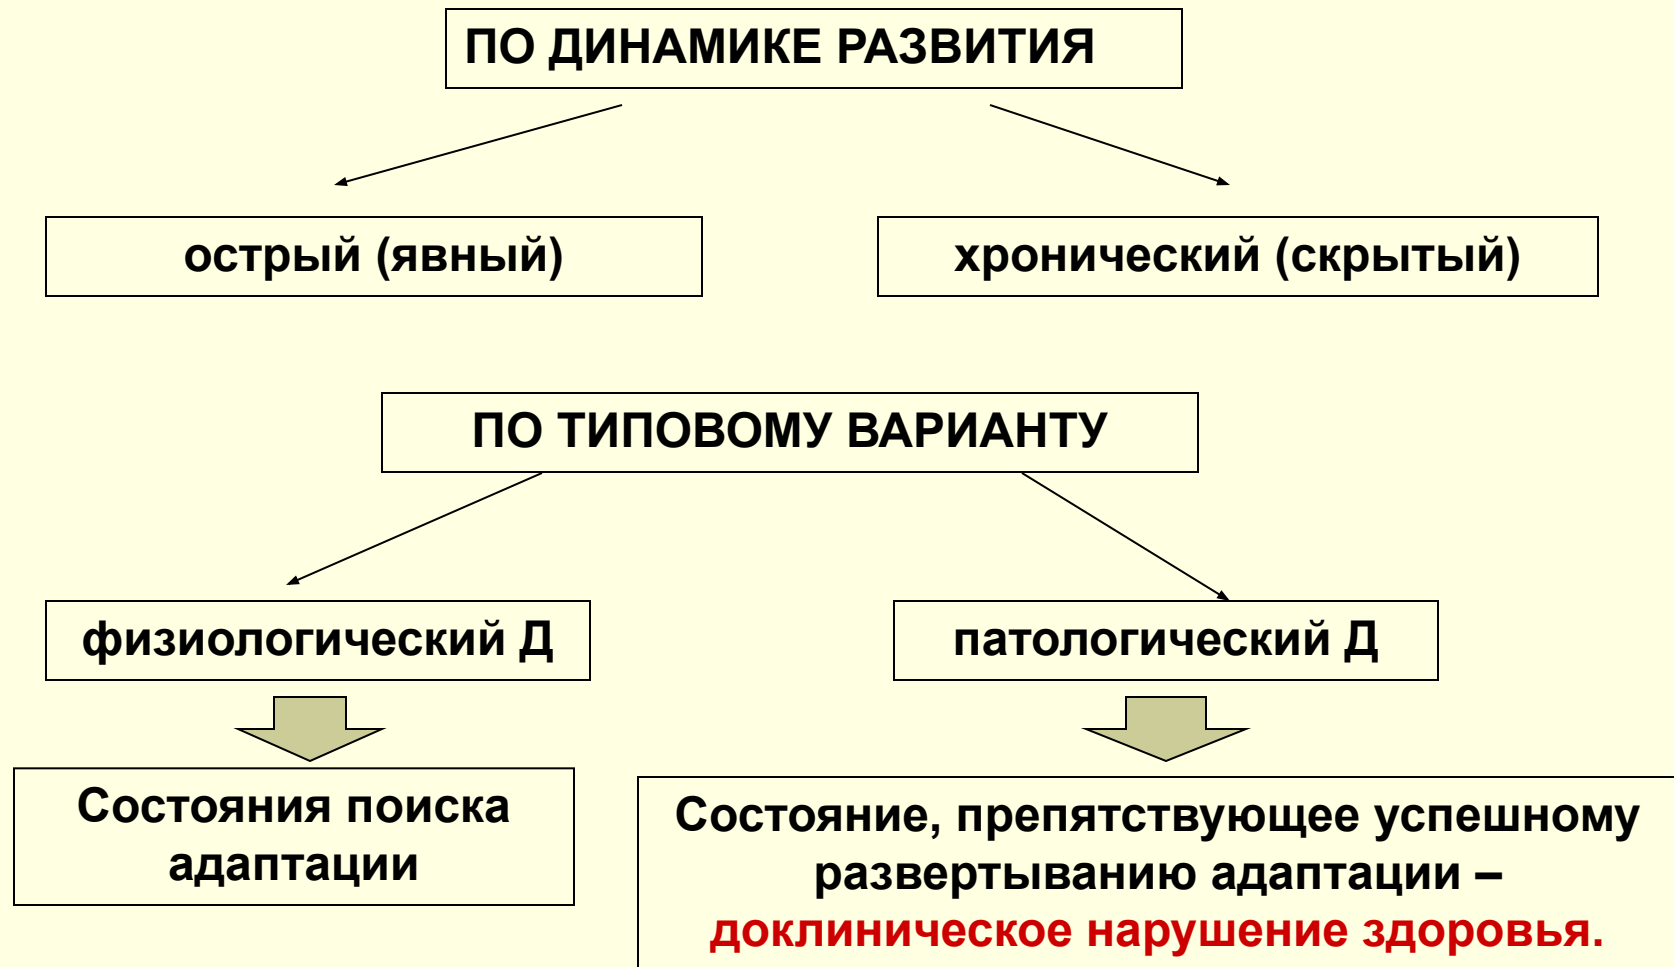 ПО ДИНАМИКЕ РАЗВИТИЯ
острый (явный)
хронический (скрытый)
ПО ТИПОВОМУ ВАРИАНТУ
физиологический Д
патологический Д
Состояния поиска
адаптации
Состояние, препятствующее успешному
развертыванию адаптации –
доклиническое нарушение здоровья.